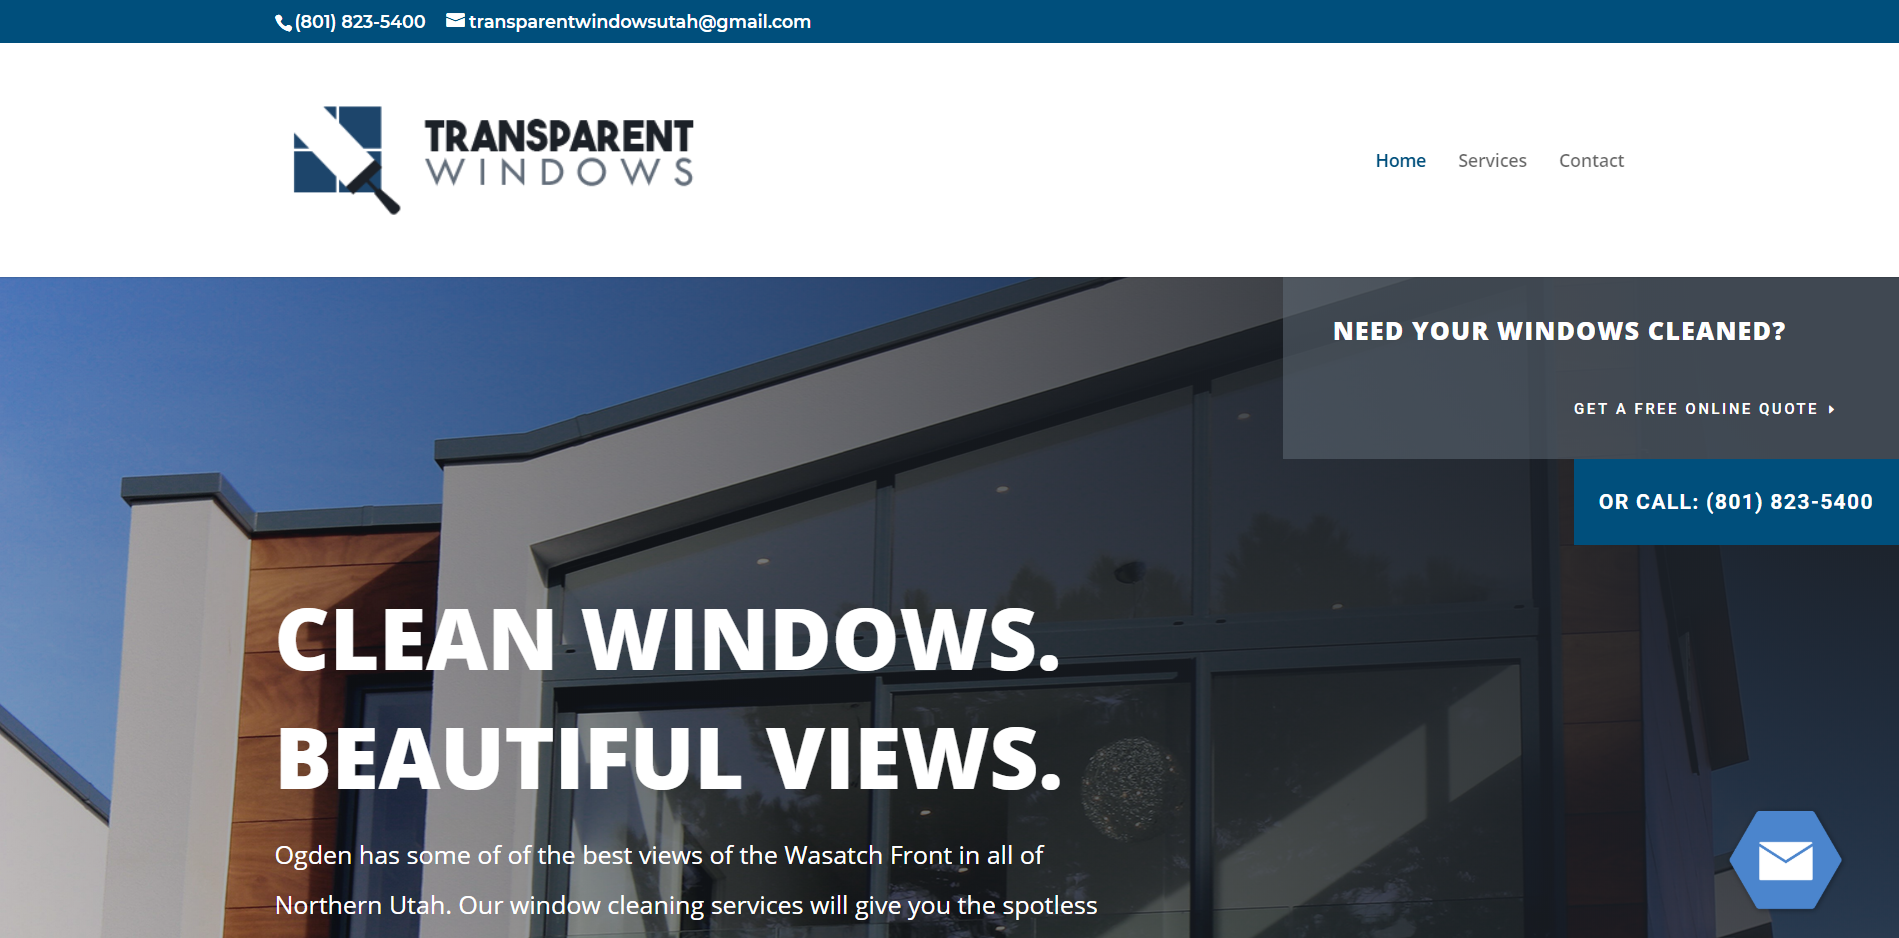 (801) 823-5400 transparentwindowsutah@gmail.com
TRANSPARENT
WINDOWS
Home Services Contact
NEED YOUR WINDOWS CLEANED?
GET A FREE ONLINE QUOTE
OR CALL: (801) 823-5400
CLEAN WINDOWS.
BEAUTIFUL VIEWS.
Ogden has some of of the best views of the Wasatch Front in all of
Northern Utah. Our window cleaning services will give you the spotless